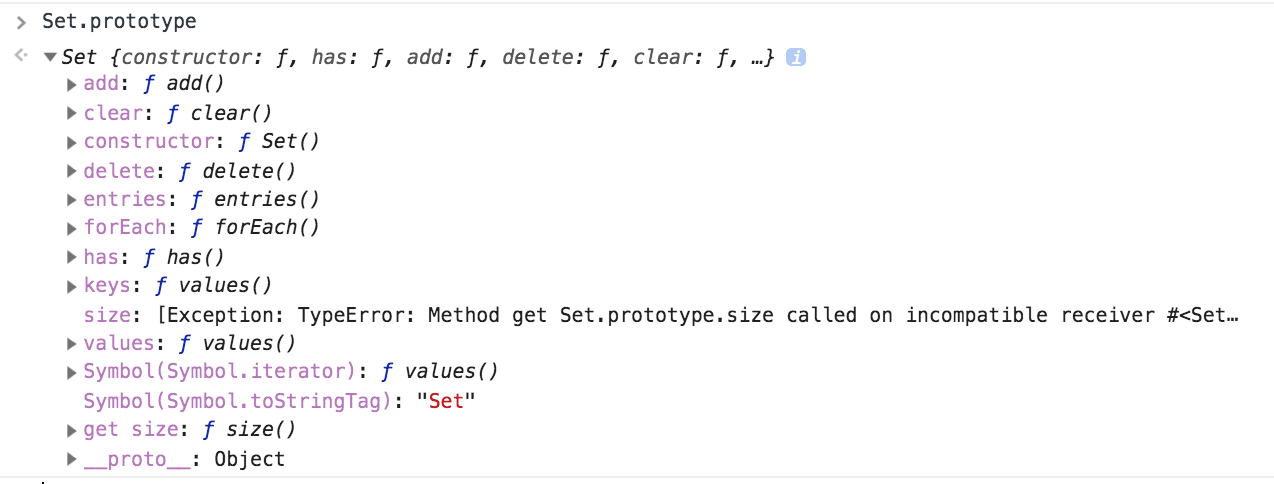 Set.prototype
Set {constructor: ƒ, has: ƒ, add: ƒ, delete: ƒ, clear: ƒ, …} i
add: ƒ add()
clear: ƒ clear()
constructor: ƒ Set()
delete: ƒ delete()
entries: ƒ entries()
forEach: ƒ forEach()
has: ƒ has()
keys: ƒ values()
size: [Exception: TypeError: Method get Set.prototype.size called on incompatible receiver #<Set…
values: ƒ values()
Symbol(Symbol.iterator): ƒ values()
Symbol(Symbol.toStringTag): "Set"
get size: ƒ size()
__proto__: Object